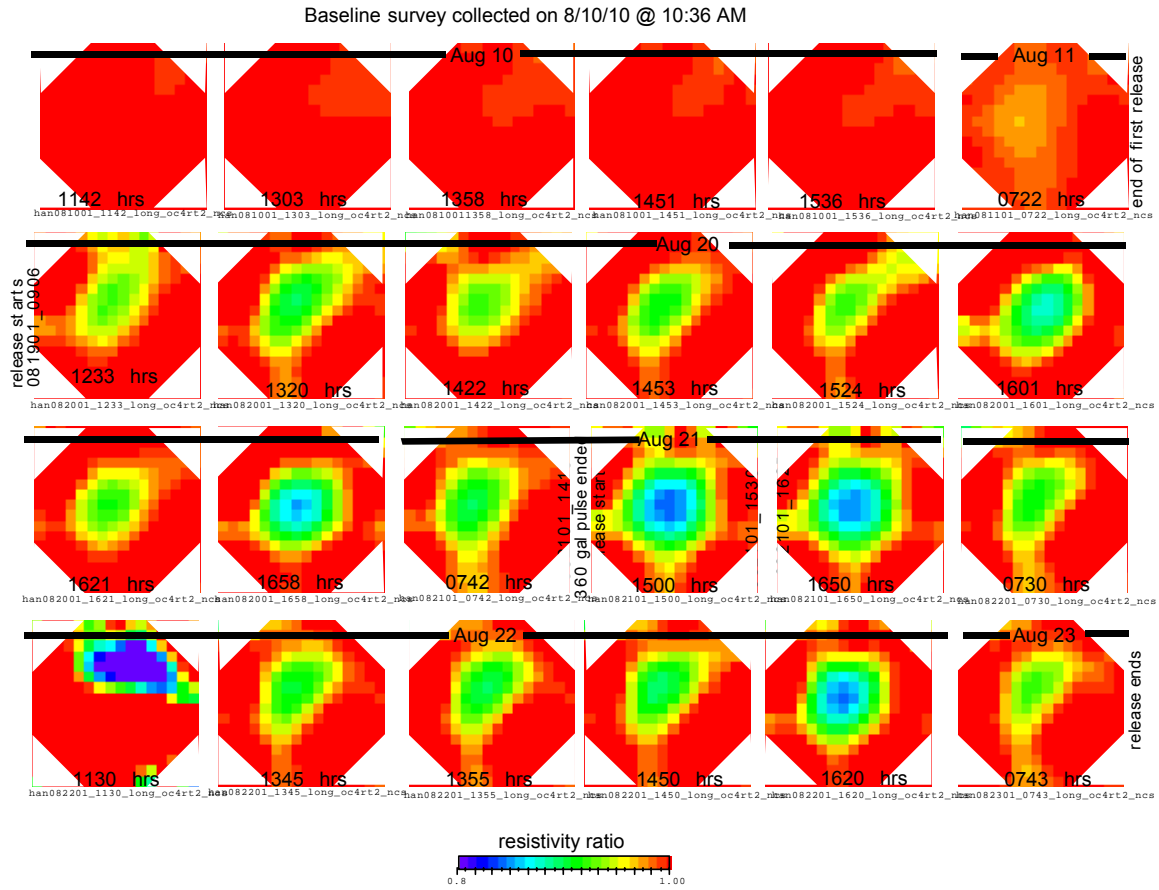 Baseline survey collected on 8/10/10 @ 10:36 AM
Aug 10
Aug 11
1142 hrs
1303 hrs
1358 hrs
1451 hrs
1536 hrs
0722 hrs
end of first release
han081001_1142_long_oc4rt2_ncs
han081001_1303_long_oc4rt2_ncs
han0810011358_long_oc4rt2_ncs
han081001_1451_long_oc4rt2_ncs
han081001_1536_long_oc4rt2_ncs
han081101_0722_long_oc4rt2_ncs
Aug 20
release starts
081901_0906
1233 hrs
1320 hrs
1422 hrs
1453 hrs
1524 hrs
1601 hrs
han082001_1233_long_oc4rt2_ncs
han082001_1320_long_oc4rt2_ncs
han082001_1422_long_oc4rt2_ncs
han082001_1453_long_oc4rt2_ncs
han082001_1524_long_oc4rt2_ncs
han082001_1601_long_oc4rt2_ncs
Aug 21
1621 hrs
1658 hrs
0742 hrs
360 gal pulse ended
1500 hrs
1650 hrs
0730 hrs
han082001_1621_long_oc4rt2_ncs
han082001_1658_long_oc4rt2_ncs
han082101_0742_long_oc4rt2_ncs
han082101_1500_long_oc4rt2_ncs
han082101_1650_long_oc4rt2_ncs
han082201_0730_long_oc4rt2_ncs
Aug 22
Aug 23
1130 hrs
1345 hrs
1355 hrs
1450 hrs
1620 hrs
0743 hrs
release ends
han082201_1130_long_oc4rt2_ncs
han082201_1345_long_oc4rt2_ncs
han082201_1355_long_oc4rt2_ncs
han082201_1450_long_oc4rt2_ncs
han082201_1620_long_oc4rt2_ncs
han082301_0743_long_oc4rt2_ncs
resistivity ratio
0.8 1.00